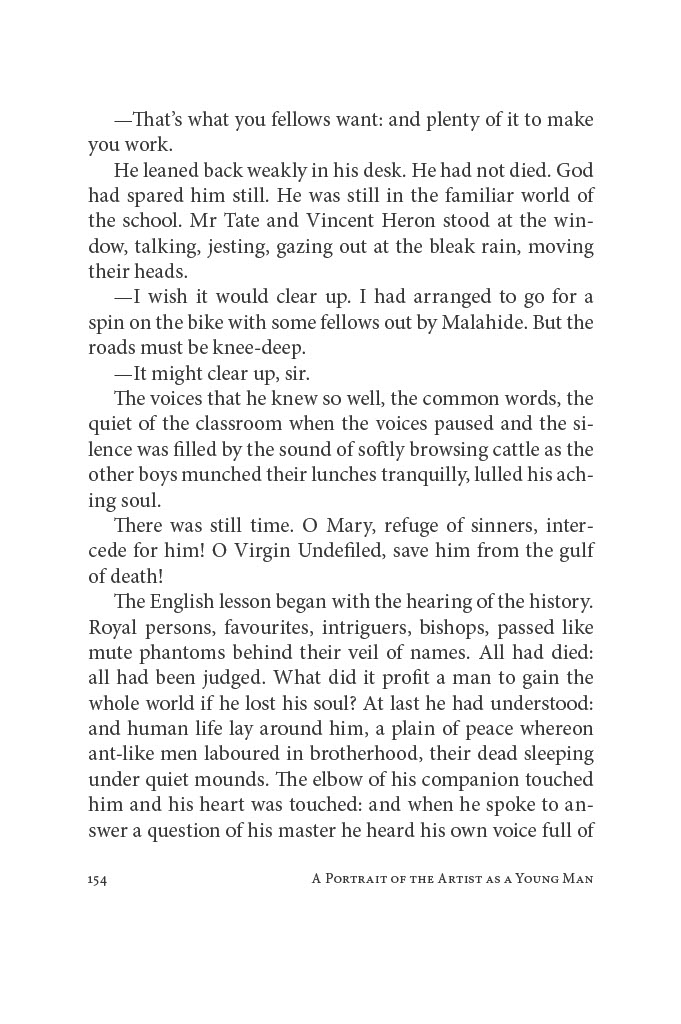 —That’s what you fellows want: and plenty of it to make
you work.
He leaned back weakly in his desk. He had not died. God
had spared him still. He was still in the familiar world of
the school. Mr Tate and Vincent Heron stood at the win-
dow, talking, jesting, gazing out at the bleak rain, moving
their heads.
—I wish it would clear up. I had arranged to go for a
spin on the bike with some fellows out by Malahide. But the
roads must be knee-deep.
—It might clear up, sir.
The voices that he knew so well, the common words, the
quiet of the classroom when the voices paused and the si-
lence was filled by the sound of softly browsing cattle as the
other boys munched their lunches tranquilly, lulled his ach-
ing soul.
There was still time. O Mary, refuge of sinners, inter-
cede for him! O Virgin Undefiled, save him from the gulf
of death!
The English lesson began with the hearing of the history.
Royal persons, favourites, intriguers, bishops, passed like
mute phantoms behind their veil of names. All had died:
all had been judged. What did it profit a man to gain the
whole world if he lost his soul? At last he had understood:
and human life lay around him, a plain of peace whereon
ant-like men laboured in brotherhood, their dead sleeping
under quiet mounds. The elbow of his companion touched
him and his heart was touched: and when he spoke to an-
swer a question of his master he heard his own voice full of
154 A Portrait of the Artist as a Young Man